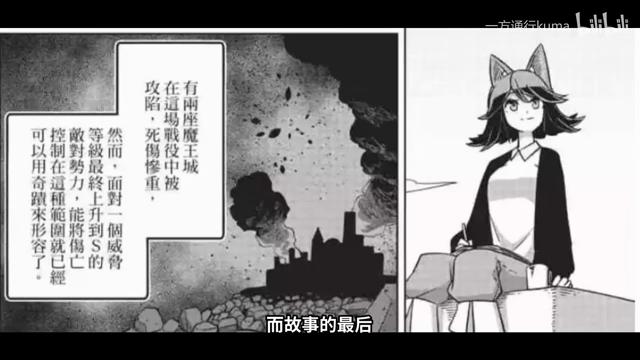 一方通行kuma
bilibili
有兩座魔王城
在這場戰役中被
攻陷，死傷慘重，
然而，面對一個威脅
等級最終上升到S的
敵對勢力，能將傷亡
控制在這種範圍就已經
可以用奇蹟來形容了。
而故事的最后